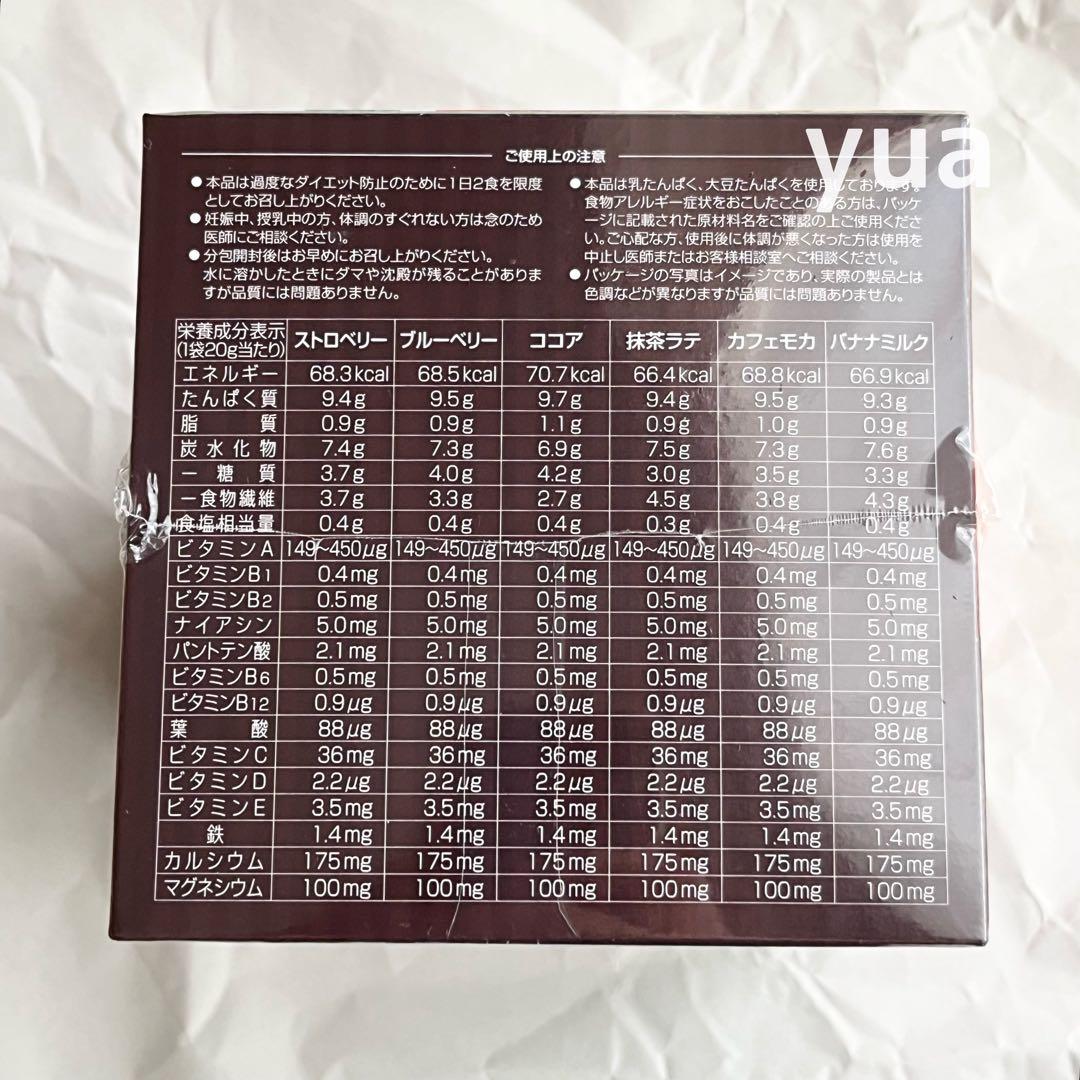 yua
ご使用上の注意
●本品は過度なダイエット防止のために1日2食を限度
としてお召し上がりください。
●妊娠中、授乳中の方、体調のすぐれない方は念のため
医師にご相談ください。
●分包開封後はお早めにお召し上がりください。
水に溶かしたときにダマや沈殿が残ることがありま
すが品質には問題ありません。
●本品は乳たんぱく、大豆たんぱくを使用しております。
食物アレルギー症状をおこしたことのある方は、パッケ
ージに記載された原材料名をご確認の上ご使用くださ
い。ご心配な方、使用後に体調が悪くなった方は使用を
中止し医師またはお客様相談室へご相談ください。
●パッケージの写真はイメージであり、実際の製品とは
色調などが異なりますが品質には問題ありません。
栄養成分表示
(1袋20g当たり) ストロベリー ブルーベリー ココア 抹茶ラテ カフェモカ バナナミルク
エネルギー 68.3kcal 68.5kcal 70.7kcal 66.4kcal 68.8kcal 66.9kcal
たんぱく質 9.4g 9.5g 9.7g 9.4g 9.5g 9.3g
脂質 0.9g 0.9g 1.1g 0.9g 1.0g 0.9g
炭水化物 7.4g 7.3g 6.9g 7.5g 7.3g 7.6g
－糖質 3.7g 4.0g 4.2g 3.0g 3.5g 3.3g
－食物繊維 3.7g 3.3g 2.7g 4.5g 3.8g 4.3g
食塩相当量 0.4g 0.4g 0.4g 0.3g 0.4g 0.4g
ビタミンA 149～450μg 149～450μg 149～450μg 149～450μg 149～450μg 149～450μg
ビタミンB1 0.4mg 0.4mg 0.4mg 0.4mg 0.4mg 0.4mg
ビタミンB2 0.5mg 0.5mg 0.5mg 0.5mg 0.5mg 0.5mg
ナイアシン 5.0mg 5.0mg 5.0mg 5.0mg 5.0mg 5.0mg
パントテン酸 2.1mg 2.1mg 2.1mg 2.1mg 2.1mg 2.1mg
ビタミンB6 0.5mg 0.5mg 0.5mg 0.5mg 0.5mg 0.5mg
ビタミンB12 0.9μg 0.9μg 0.9μg 0.9μg 0.9μg 0.9μg
葉酸 88μg 88μg 88μg 88μg 88μg 88μg
ビタミンC 36mg 36mg 36mg 36mg 36mg 36mg
ビタミンD 2.2μg 2.2μg 2.2μg 2.2μg 2.2μg 2.2μg
ビタミンE 3.5mg 3.5mg 3.5mg 3.5mg 3.5mg 3.5mg
鉄 1.4mg 1.4mg 1.4mg 1.4mg 1.4mg 1.4mg
カルシウム 175mg 175mg 175mg 175mg 175mg 175mg
マグネシウム 100mg 100mg 100mg 100mg 100mg 100mg